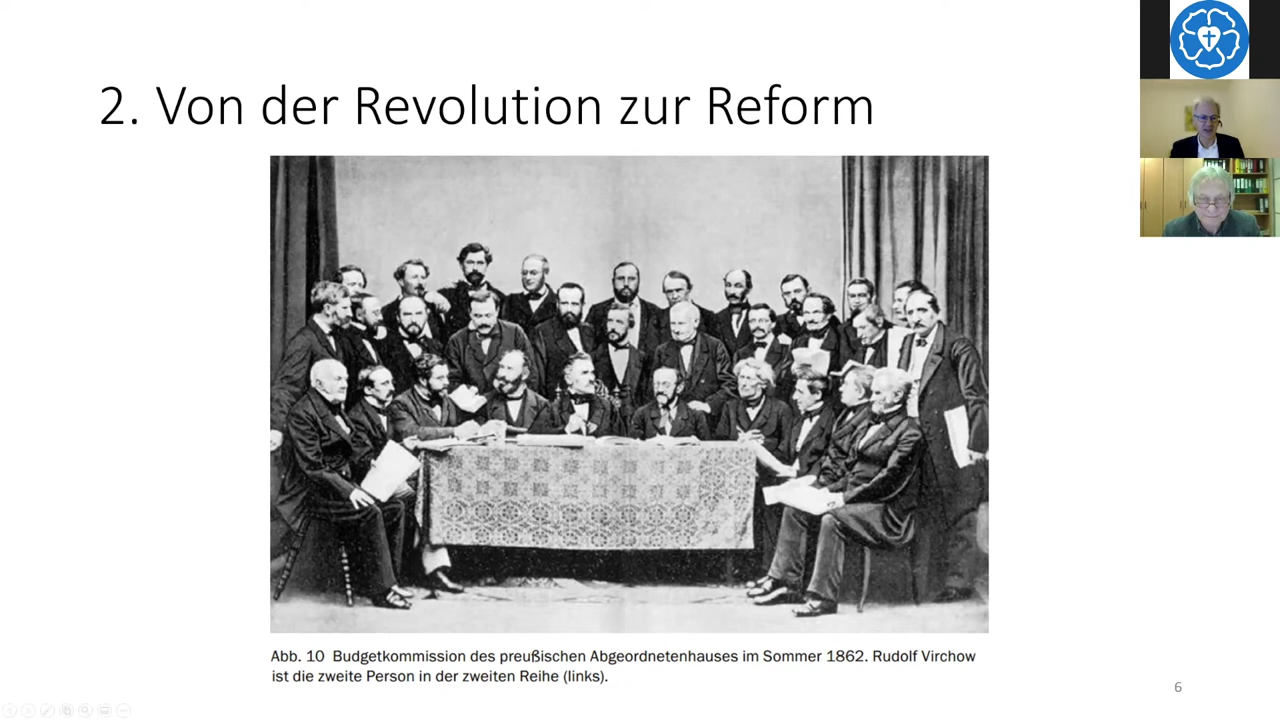 2. Von der Revolution zur Reform
Abb. 10 Budgetkommission des preußischen Abgeordnetenhauses im Sommer 1862. Rudolf Virchow
ist die zweite Person in der zweiten Reihe (links).
6